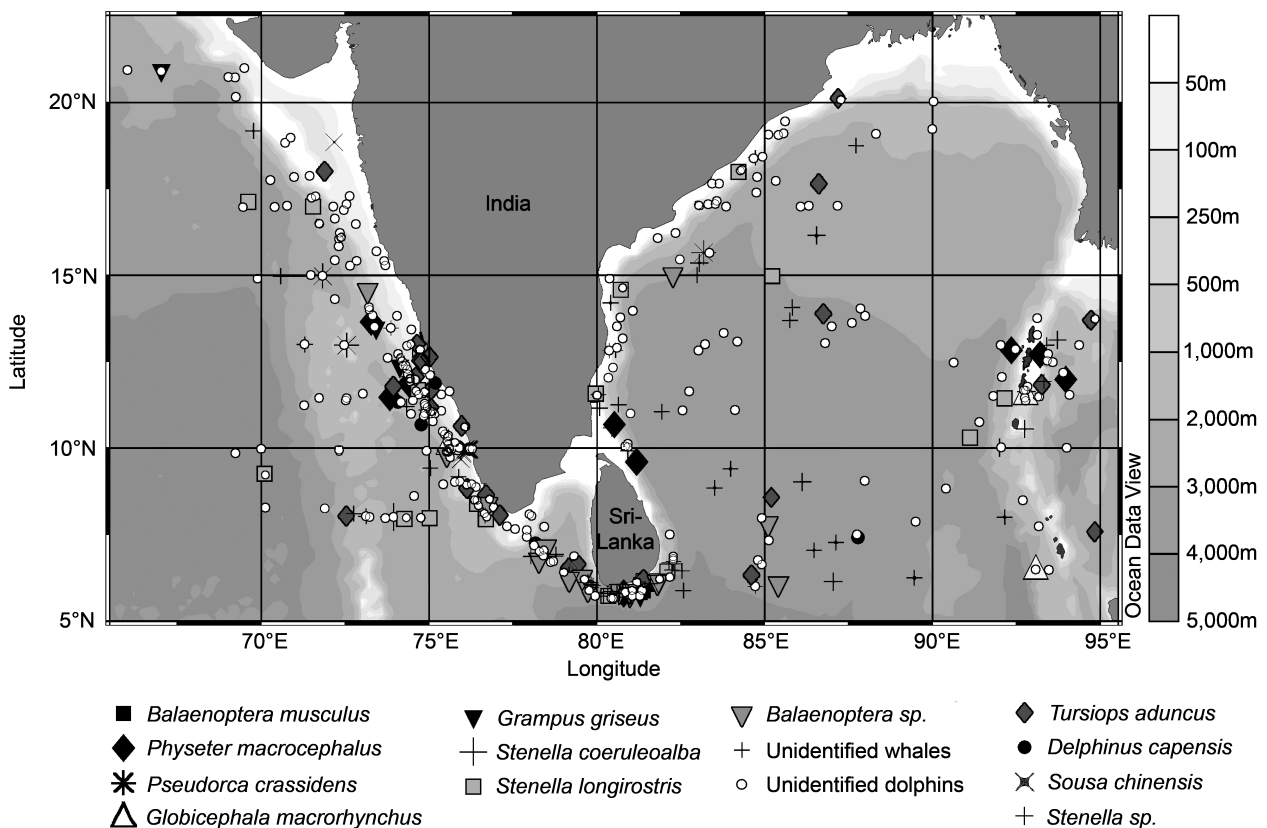 20°N
15°N
10°N
5°N
Latitude
70°E
75°E
80°E
85°E
90°E
95°E
Longitude
India
Sri-
Lanka
Ocean Data View
50m
100m
250m
500m
1,000m
2,000m
3,000m
4,000m
5,000m
Balaenoptera musculus
Physeter macrocephalus
Pseudorca crassidens
Globicephala macrorhynchus
Grampus griseus
Stenella coeruleoalba
Stenella longirostris
Balaenoptera sp.
Unidentified whales
Unidentified dolphins
Tursiops aduncus
Delphinus capensis
Sousa chinensis
Stenella sp.